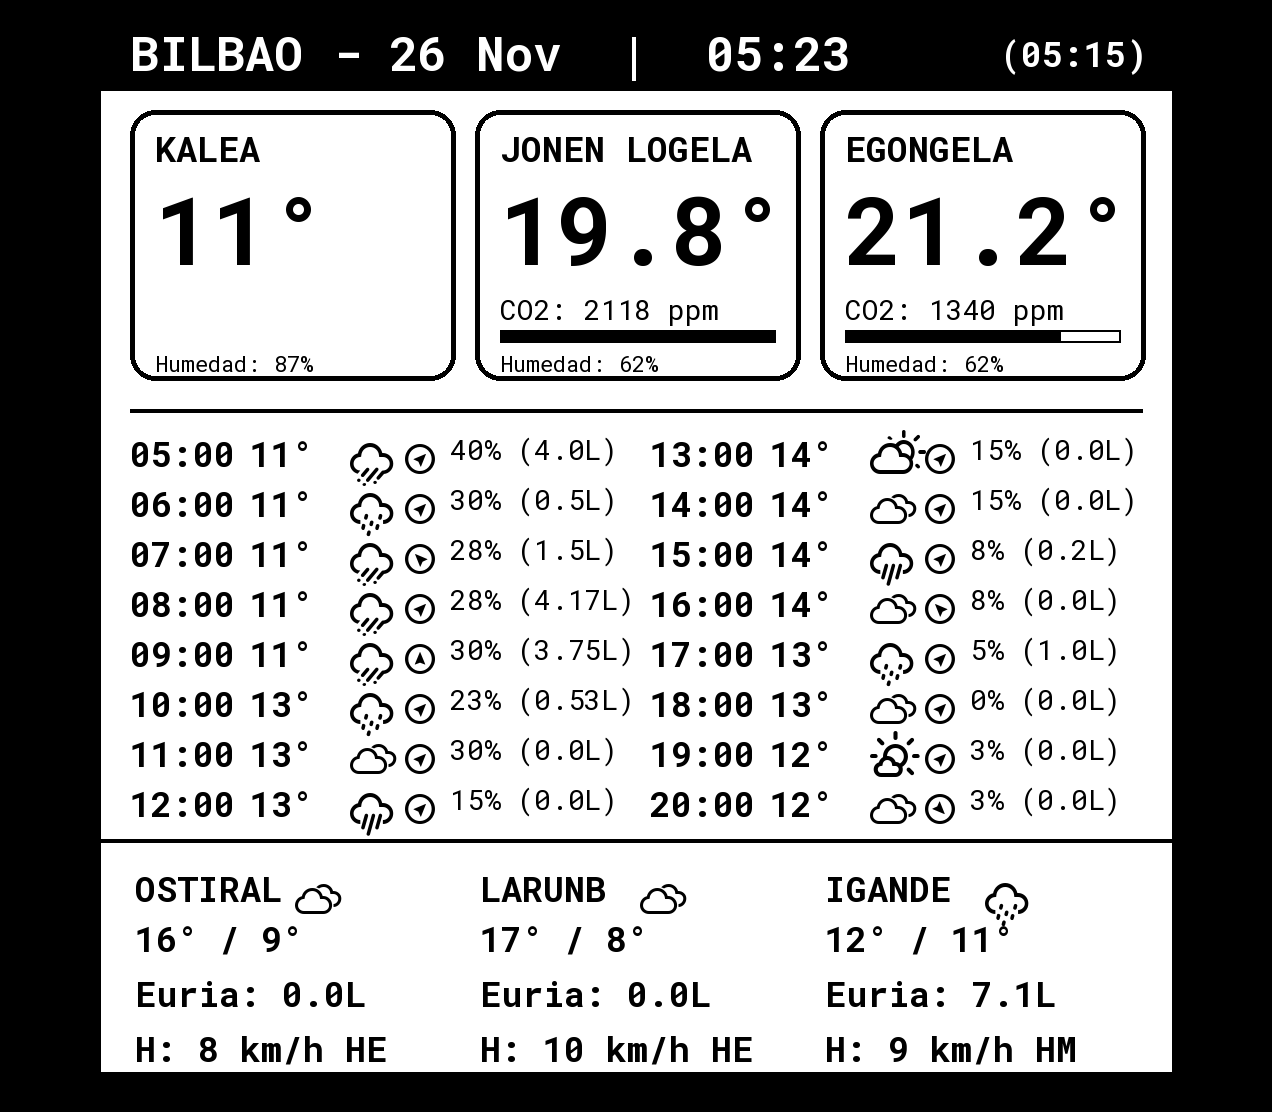 BILBAO - 26 Nov | 05:23 (05:15)
KALEA
11°
Humedad: 87%
JONEN LOGELA
19.8°
CO2: 2118 ppm
Humedad: 62%
EGONGELA
21.2°
CO2: 1340 ppm
Humedad: 62%
05:00 11° 40% (4.0L)
06:00 11° 30% (0.5L)
07:00 11° 28% (1.5L)
08:00 11° 28% (4.17L)
09:00 11° 30% (3.75L)
10:00 13° 23% (0.53L)
11:00 13° 30% (0.0L)
12:00 13° 15% (0.0L)
13:00 14° 15% (0.0L)
14:00 14° 15% (0.0L)
15:00 14° 8% (0.2L)
16:00 14° 8% (0.0L)
17:00 13° 5% (1.0L)
18:00 13° 0% (0.0L)
19:00 12° 3% (0.0L)
20:00 12° 3% (0.0L)
OSTIRAL
16° / 9°
Euria: 0.0L
H: 8 km/h HE
LARUNB
17° / 8°
Euria: 0.0L
H: 10 km/h HE
IGANDE
12° / 11°
Euria: 7.1L
H: 9 km/h HM